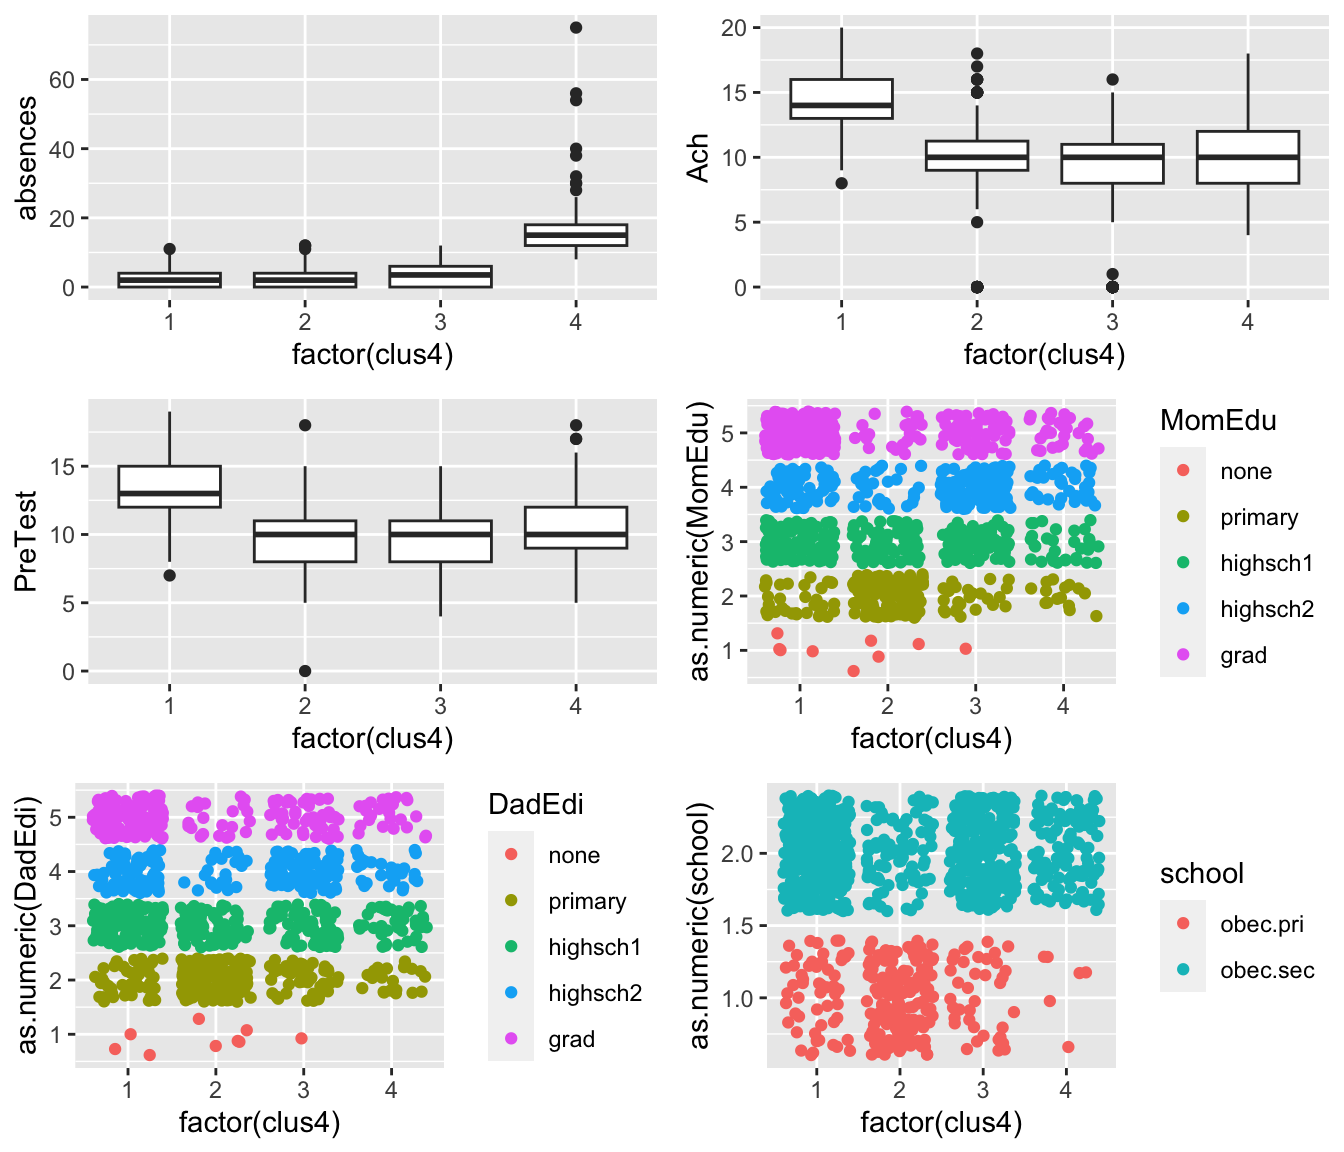 absences
60
40
20
0
1 2 3 4
factor(clus4)
Ach
20
15
10
5
0
1 2 3 4
factor(clus4)
PreTest
15
10
5
0
1 2 3 4
factor(clus4)
as.numeric(MomEdu)
5
4
3
2
1
1 2 3 4
factor(clus4)
MomEdu
none
primary
highsch1
highsch2
grad
as.numeric(DadEdi)
5
4
3
2
1
1 2 3 4
factor(clus4)
DadEdi
none
primary
highsch1
highsch2
grad
as.numeric(school)
2.0
1.5
1.0
1 2 3 4
factor(clus4)
school
obec.pri
obec.sec